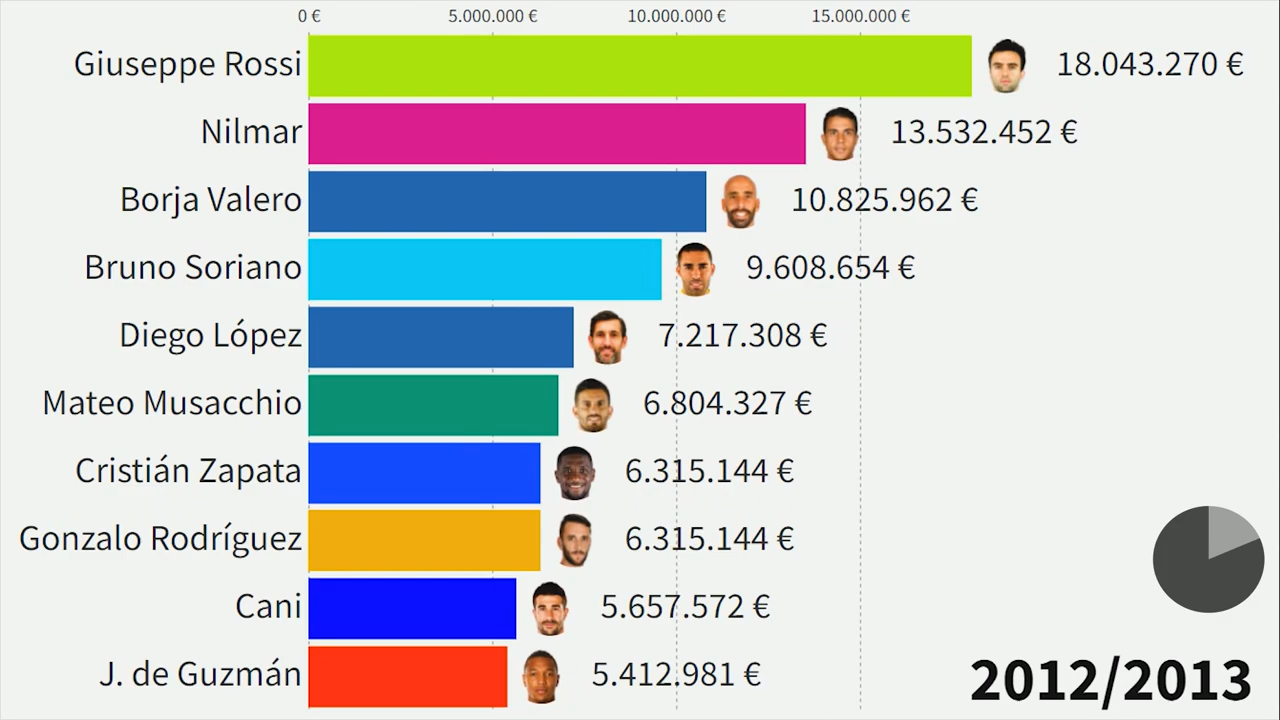 0 € 5.000.000 € 10.000.000 € 15.000.000 €
Giuseppe Rossi 18.043.270 €
Nilmar 13.532.452 €
Borja Valero 10.825.962 €
Bruno Soriano 9.608.654 €
Diego López 7.217.308 €
Mateo Musacchio 6.804.327 €
Cristián Zapata 6.315.144 €
Gonzalo Rodríguez 6.315.144 €
Cani 5.657.572 €
J. de Guzmán 5.412.981 €
2012/2013